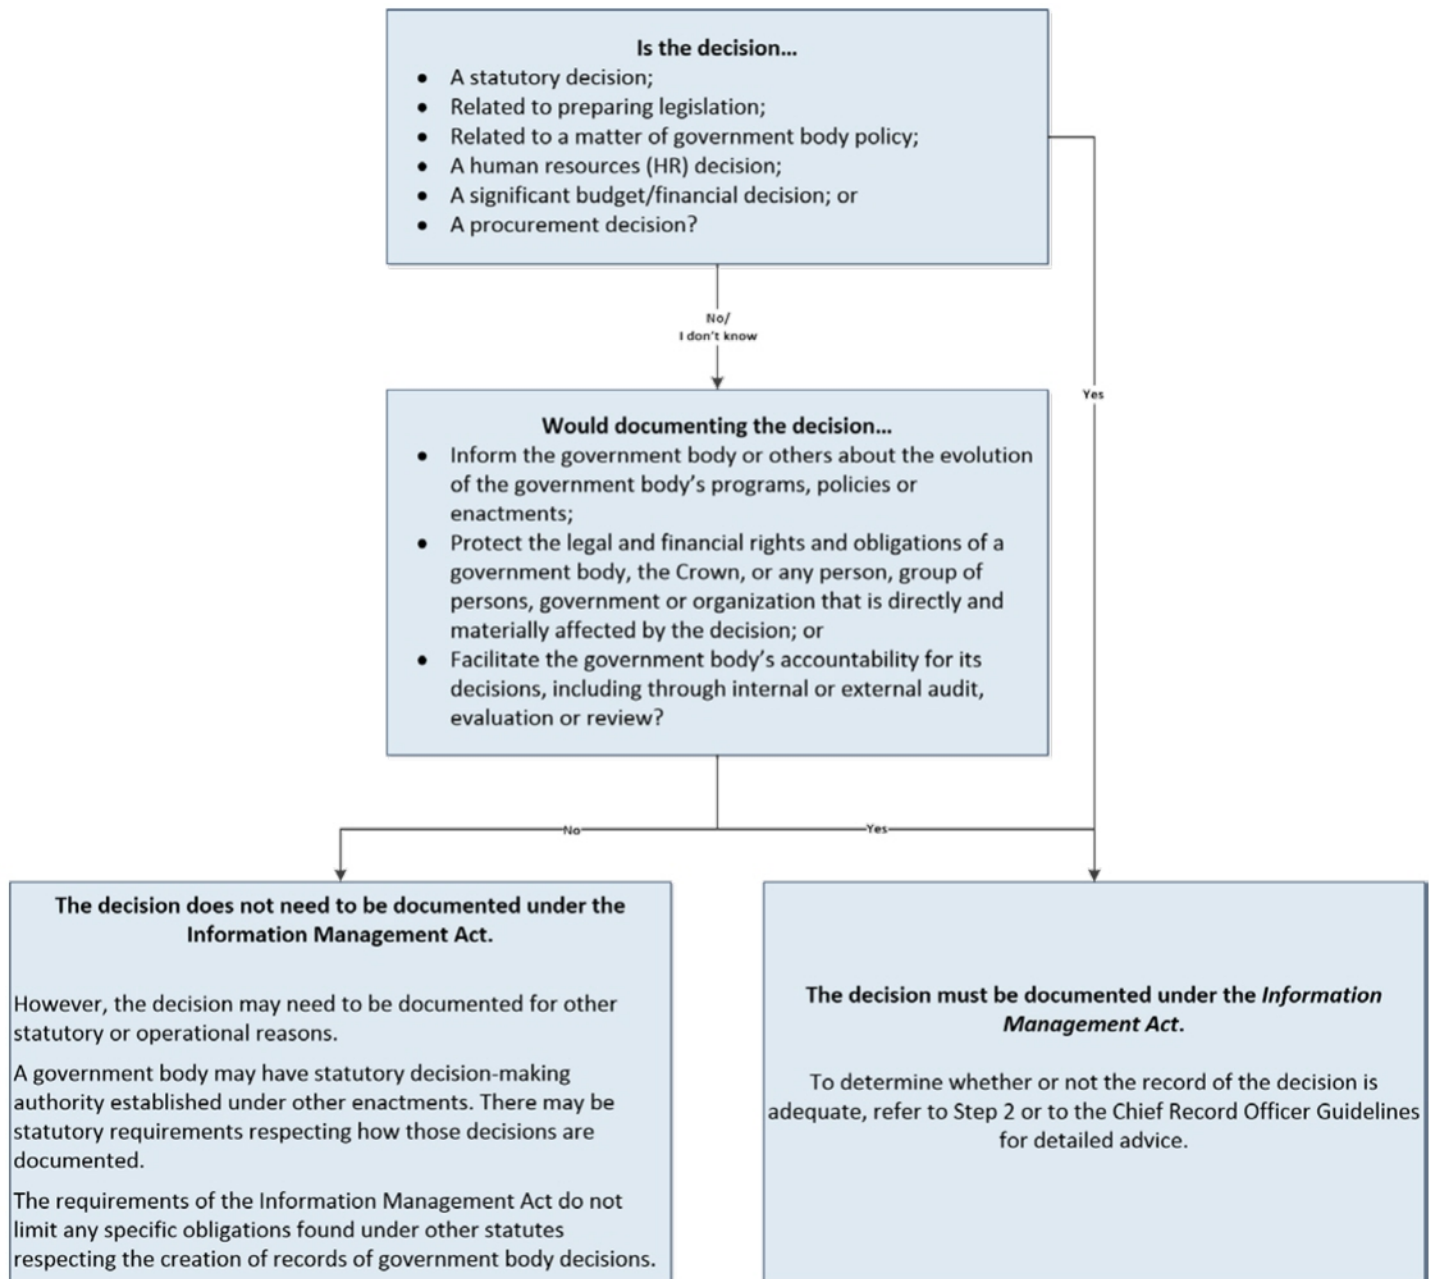 Is the decision...
• A statutory decision;
• Related to preparing legislation;
• Related to a matter of government body policy;
• A human resources (HR) decision;
• A significant budget/financial decision; or
• A procurement decision?
No/
I don't know
Yes
Would documenting the decision...
• Inform the government body or others about the evolution
of the government body's programs, policies or
enactments;
• Protect the legal and financial rights and obligations of a
government body, the Crown, or any person, group of
persons, government or organization that is directly and
materially affected by the decision; or
• Facilitate the government body's accountability for its
decisions, including through internal or external audit,
evaluation or review?
No
Yes
The decision does not need to be documented under the
Information Management Act.
However, the decision may need to be documented for other
statutory or operational reasons.
A government body may have statutory decision-making
authority established under other enactments. There may be
statutory requirements respecting how those decisions are
documented.
The requirements of the Information Management Act do not
limit any specific obligations found under other statutes
respecting the creation of records of government body decisions.
The decision must be documented under the Information
Management Act.
To determine whether or not the record of the decision is
adequate, refer to Step 2 or to the Chief Record Officer Guidelines
for detailed advice.